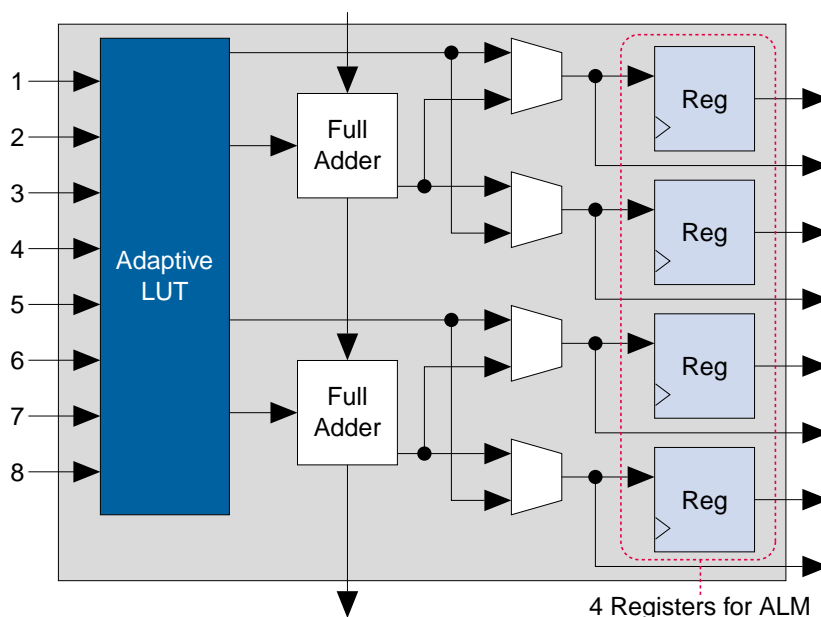 1
2
3
4
5
6
7
8
Adaptive
LUT
Full
Adder
Full
Adder
Reg
Reg
Reg
Reg
4 Registers for ALM